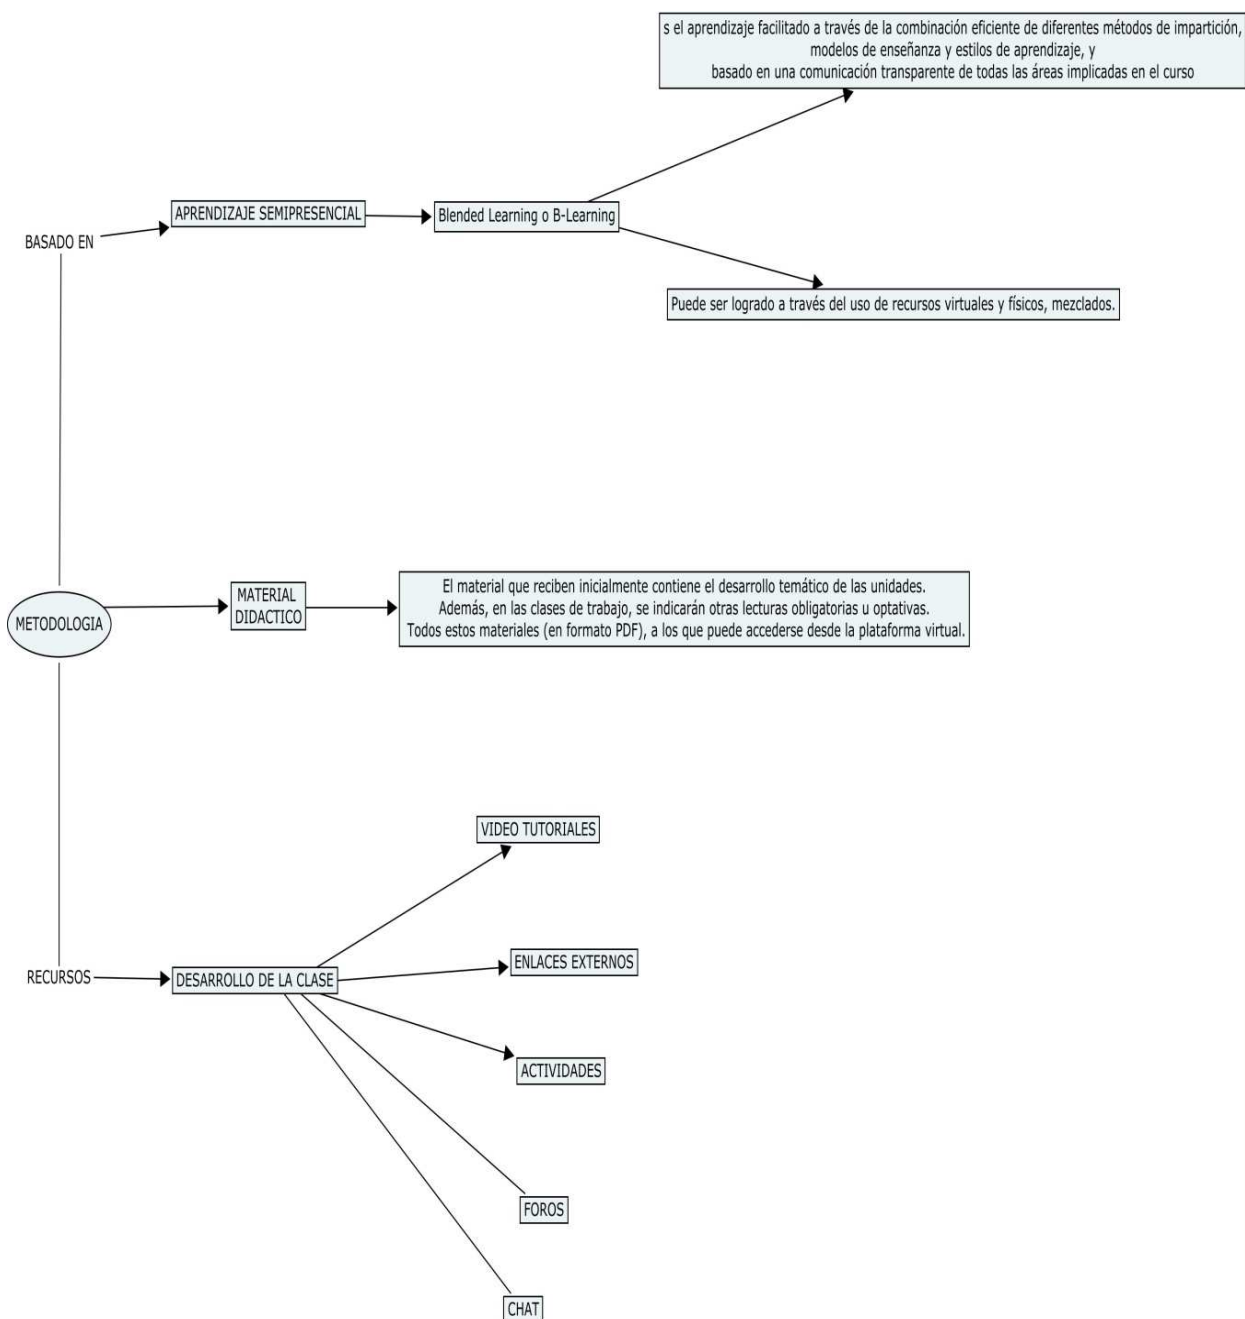 s el aprendizaje facilitado a través de la combinación eficiente de diferentes métodos de impartición,
modelos de enseñanza y estilos de aprendizaje, y
basado en una comunicación transparente de todas las áreas implicadas en el curso
APRENDIZAJE SEMIPRESENCIAL
Blended Learning o B-Learning
BASADO EN
Puede ser logrado a través del uso de recursos virtuales y físicos, mezclados.
METODOLOGIA
MATERIAL
DIDACTICO
El material que reciben inicialmente contiene el desarrollo temático de las unidades.
Además, en las clases de trabajo, se indicarán otras lecturas obligatorias u optativas.
Todos estos materiales (en formato PDF), a los que puede accederse desde la plataforma virtual.
VIDEO TUTORIALES
ENLACES EXTERNOS
RECURSOS
DESARROLLO DE LA CLASE
ACTIVIDADES
FOROS
CHAT